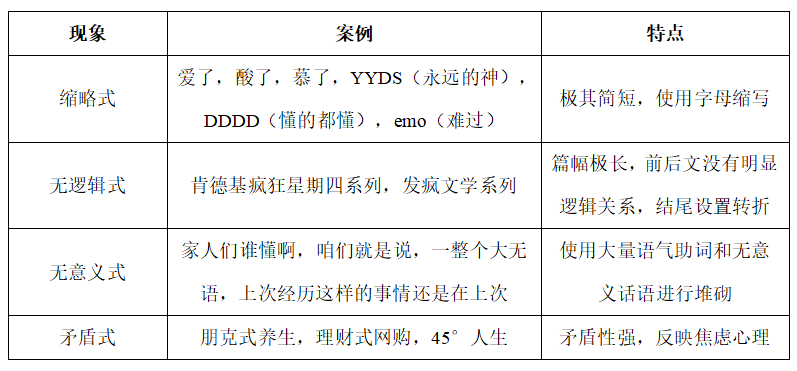 现象 案例 特点
缩略式 爱了，酸了，慕了，YYDS（永远的神），
DDDD（懂的都懂），emo（难过） 极其简短，使用字母缩写
无逻辑式 肯德基疯狂星期四系列，发疯文学系列 篇幅极长，前后文没有明显
逻辑关系，结尾设置转折
无意义式 家人们谁懂啊，咱们就是说，一整个大无
语，上次经历这样的事情还是在上次 使用大量语气助词和无意
义话语进行堆砌
矛盾式 朋克式养生，理财式网购，45°人生 矛盾性强，反映焦虑心理